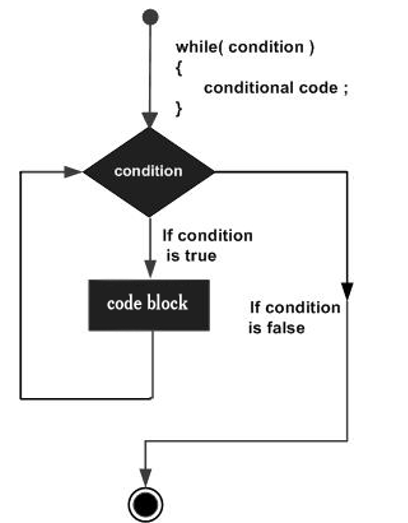 while( condition )
{
conditional code ;
}
condition
If condition
is true
code block
If condition
is false